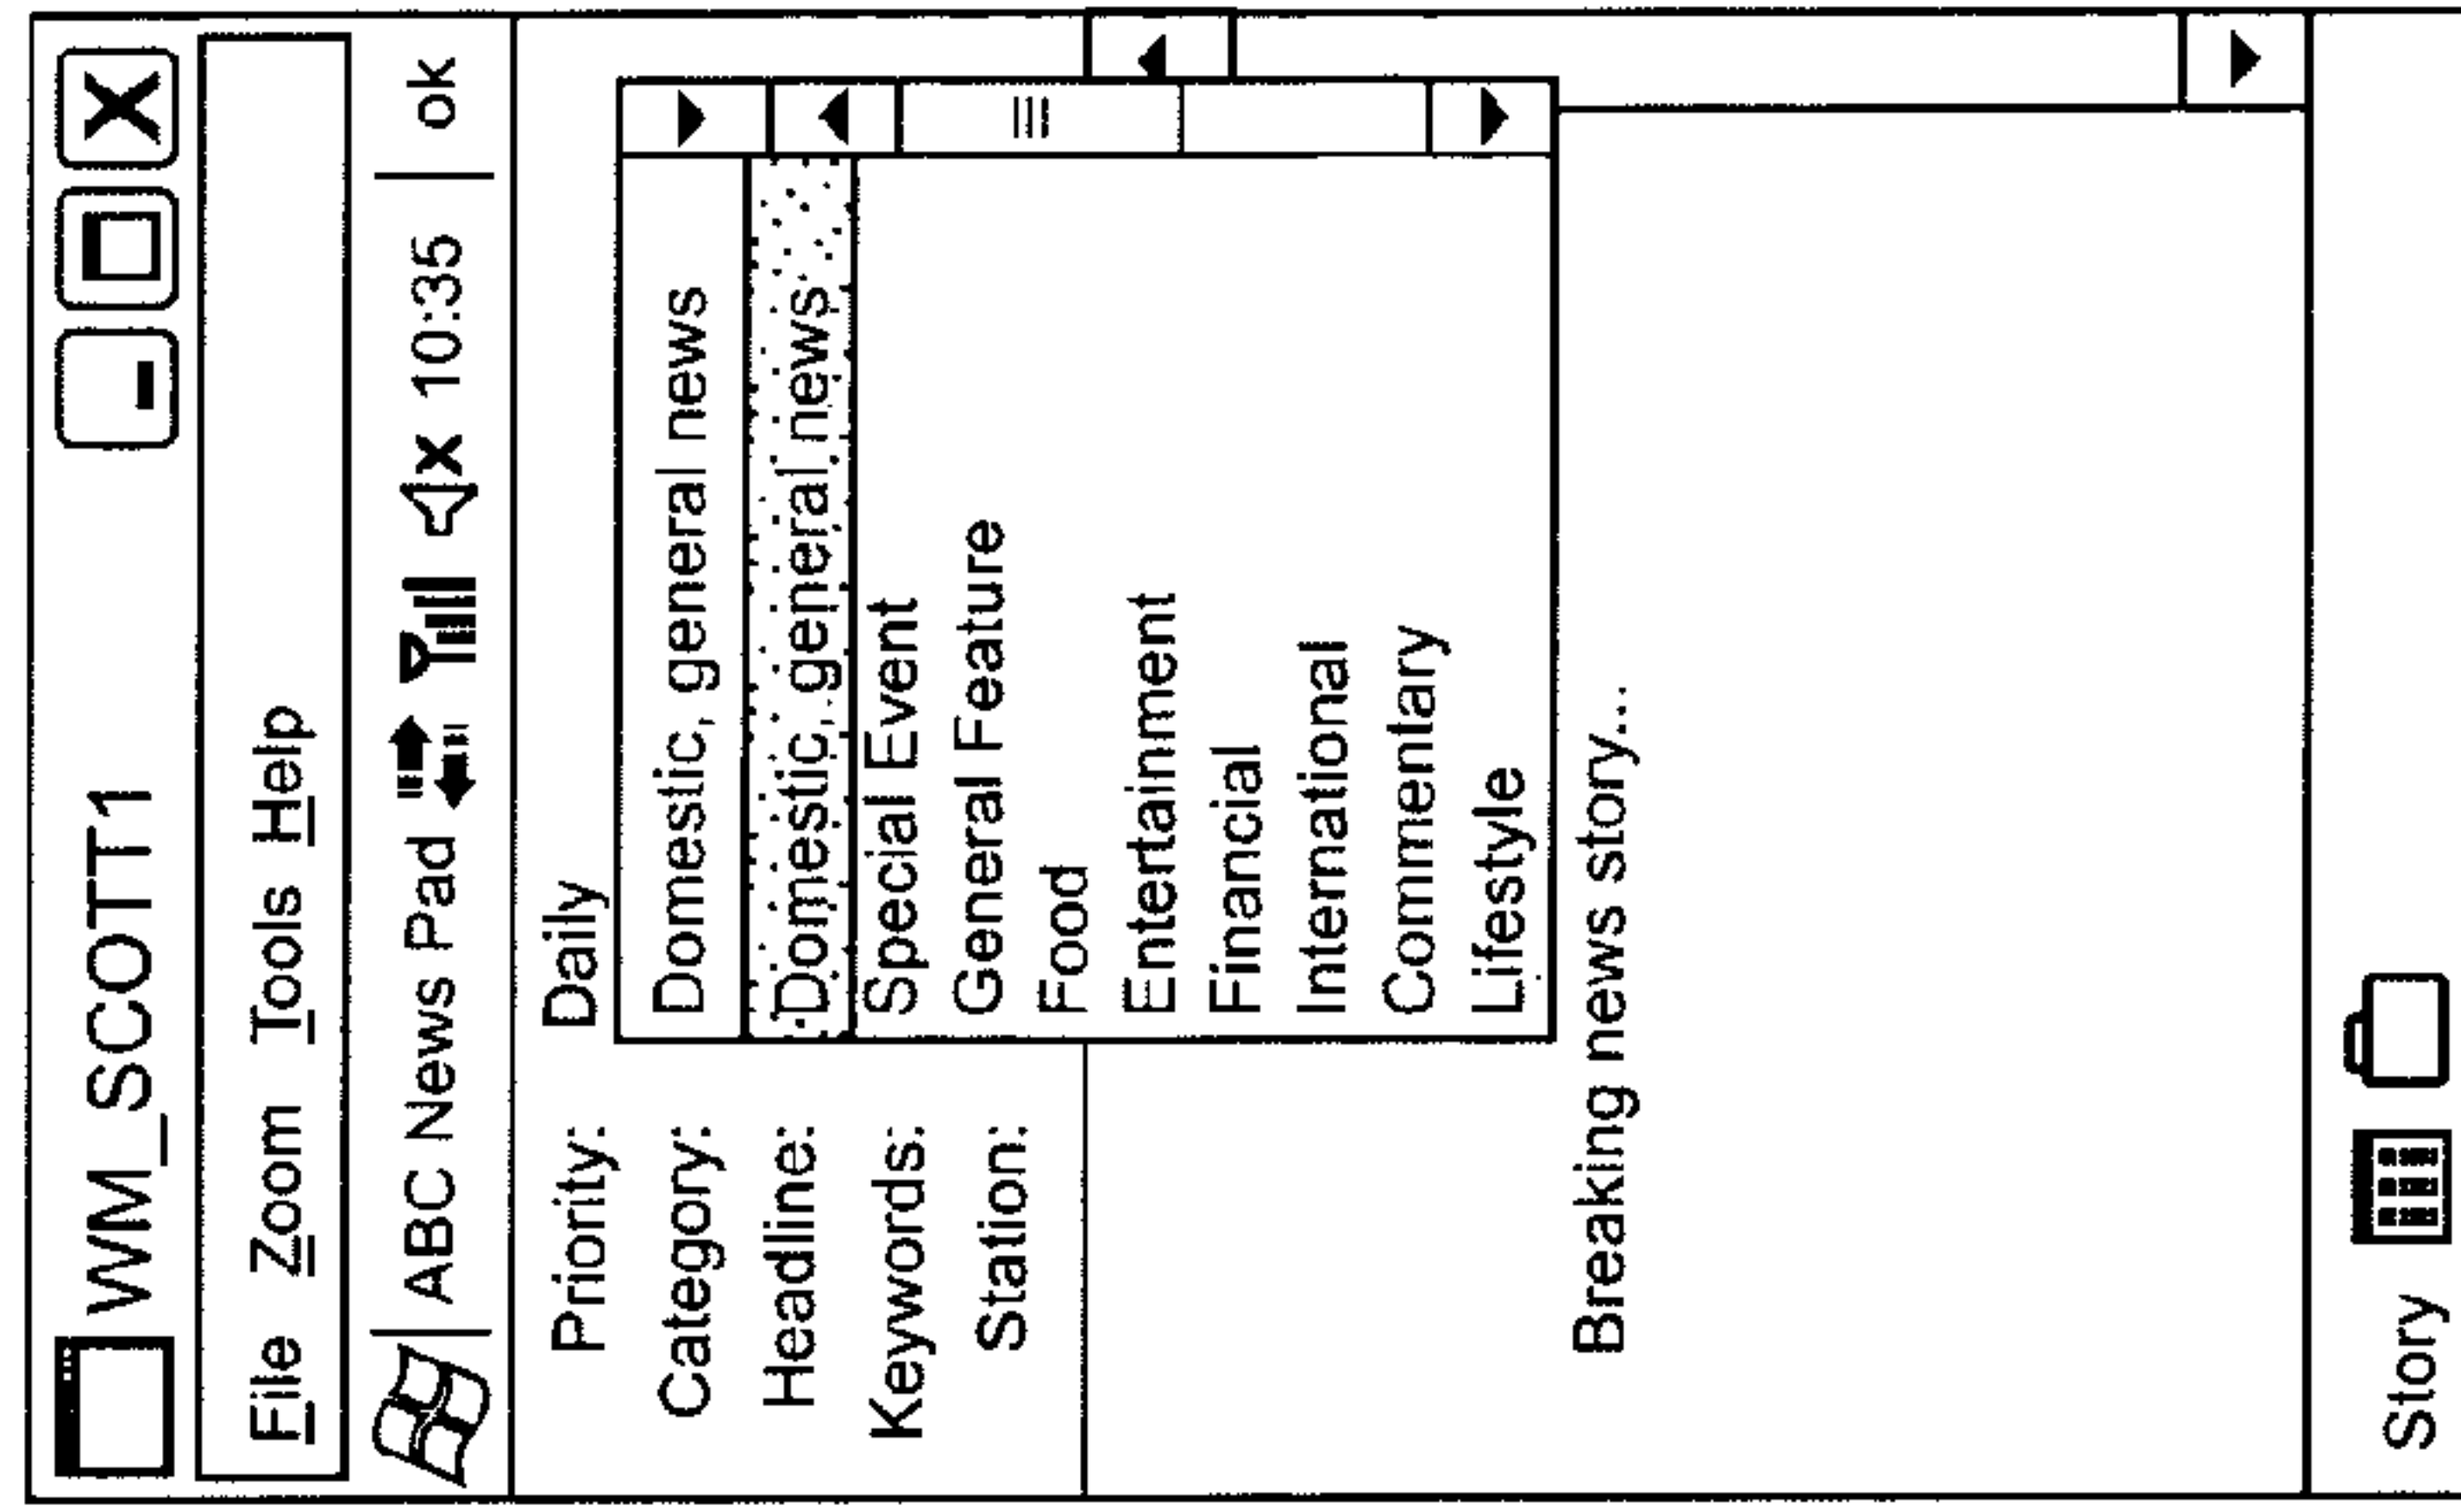 WM_SCOTT1
File Zoom Tools Help
ABC News Pad 10:35 ok
Priority: Daily
Category: Domestic, general news
Headline: Domestic, general news
Keywords: Special Event
Station: General Feature
Food
Entertainment
Financial
International
Commentary
Lifestyle
Breaking news story...
Story